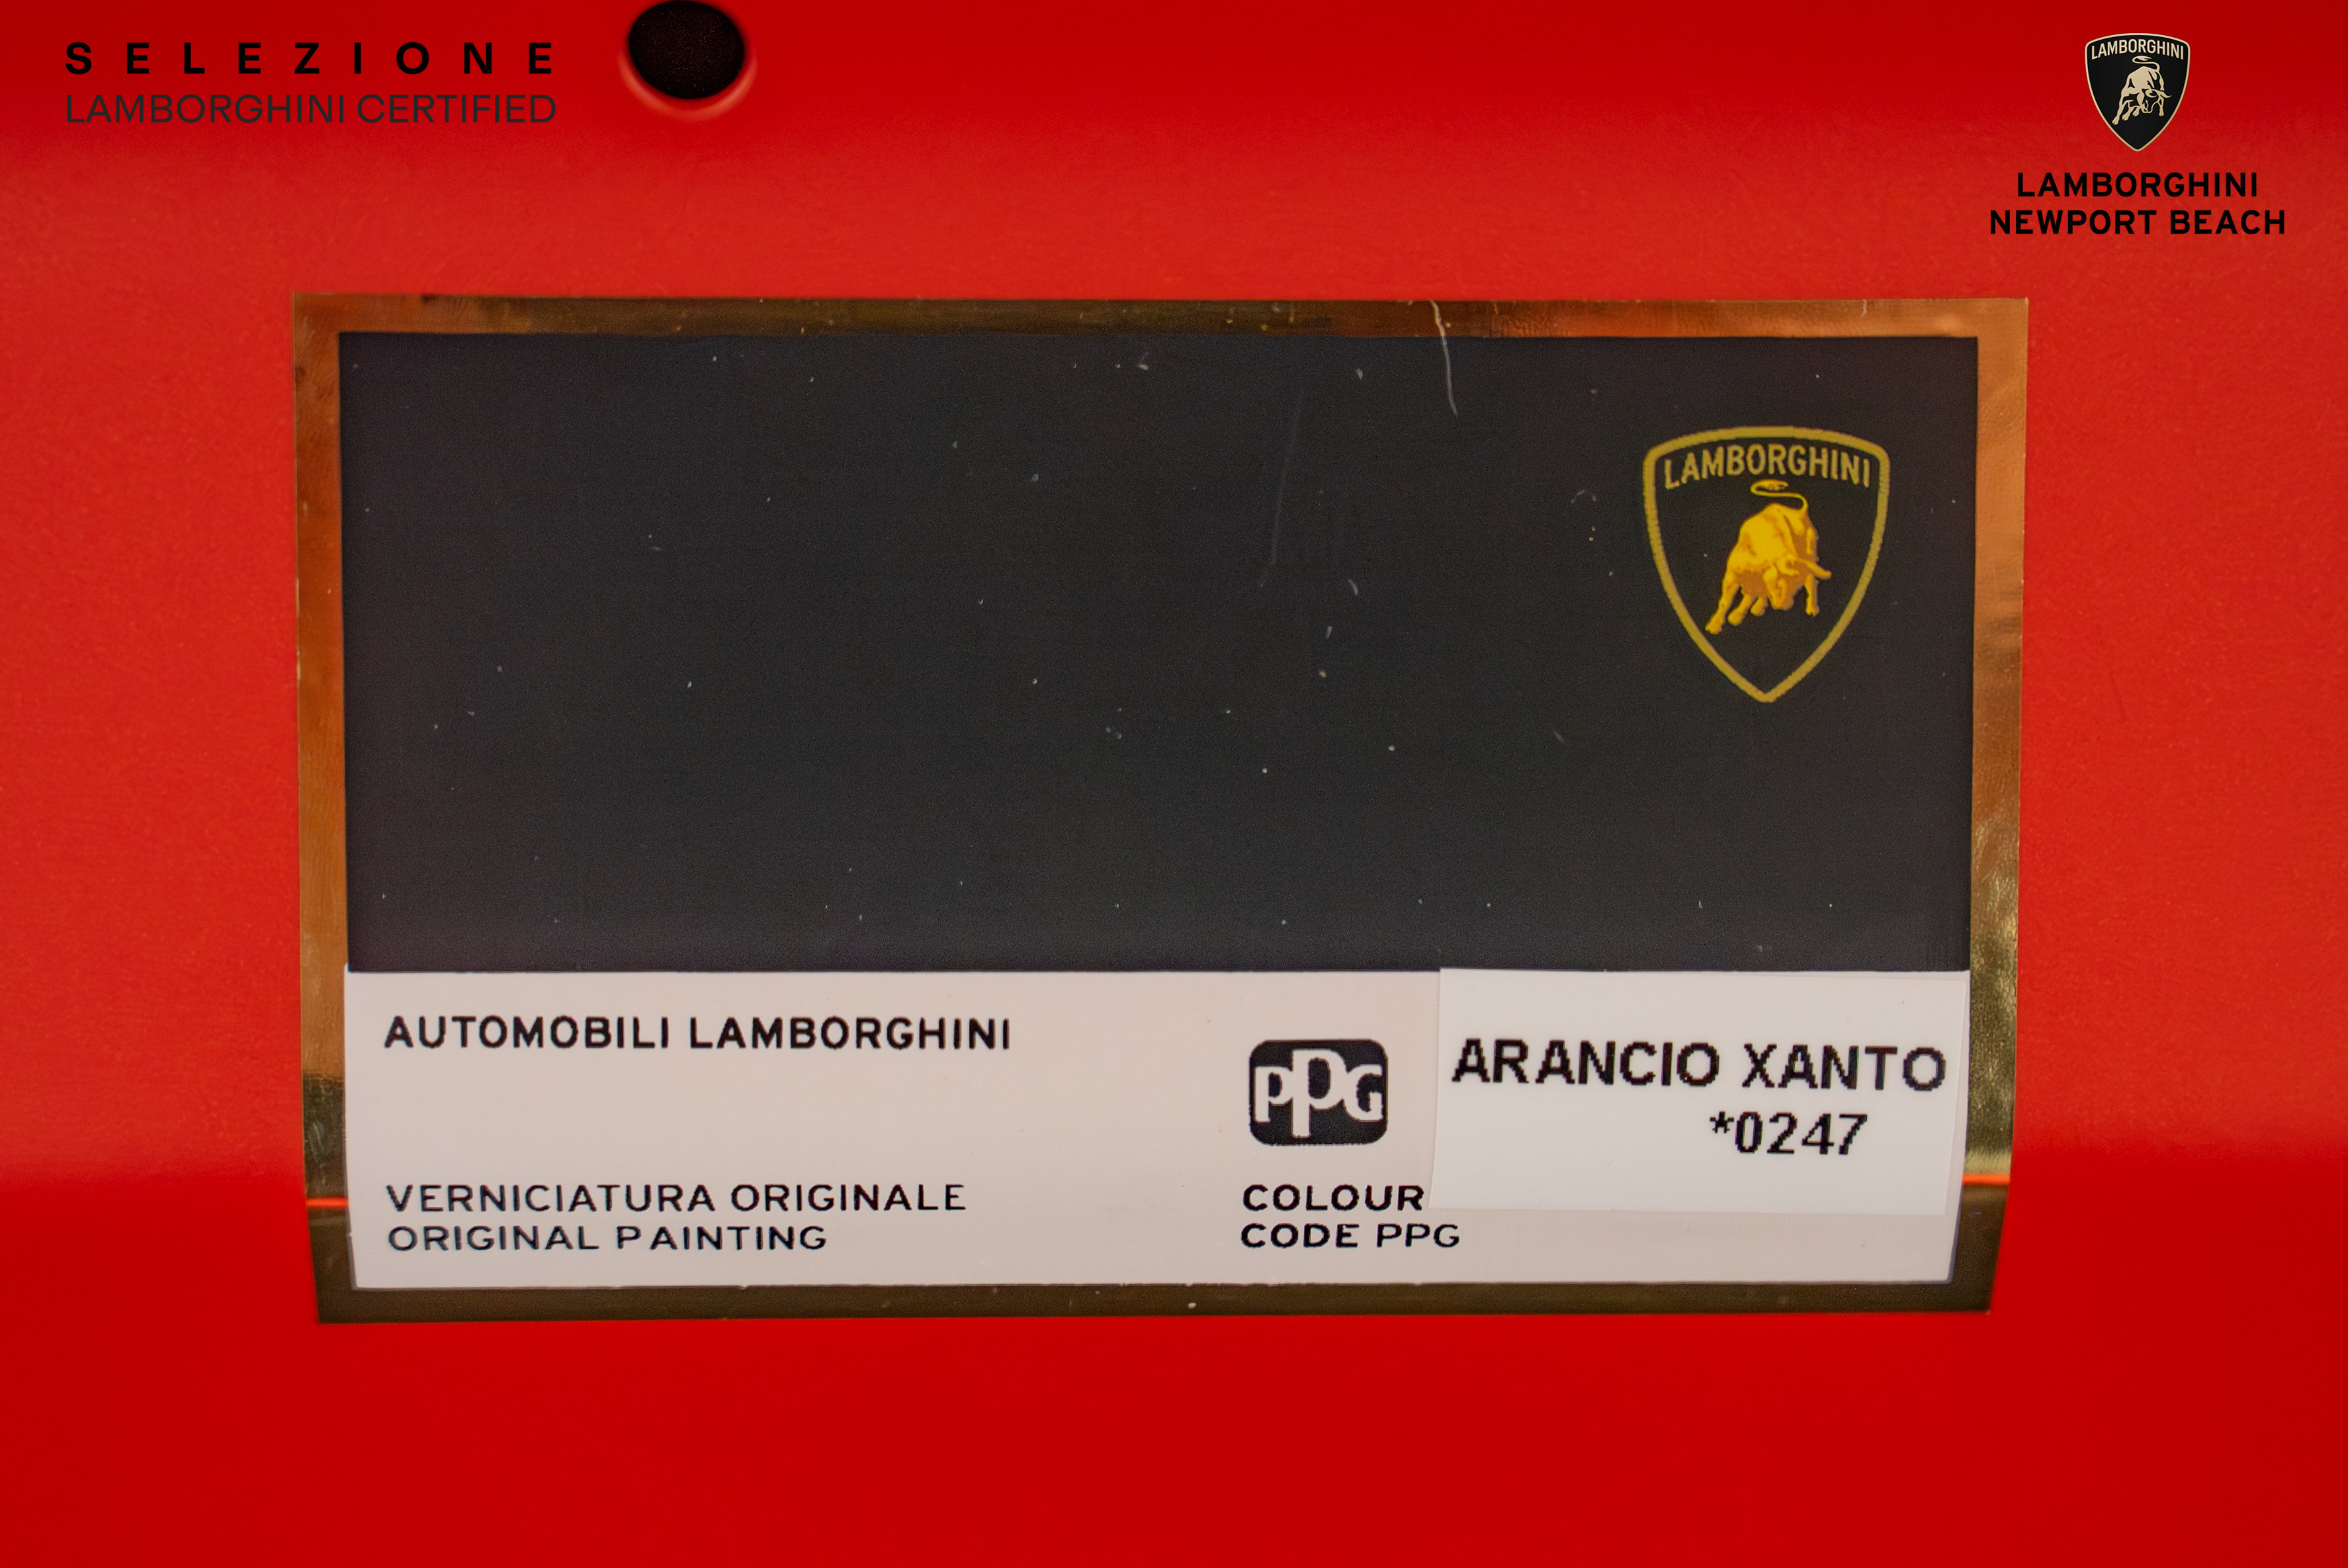 SELEZIONE
LAMBORGHINI CERTIFIED
LAMBORGHINI
LAMBORGHINI
NEWPORT BEACH
LAMBORGHINI
AUTOMOBILI LAMBORGHINI
PPG
ARANCIO XANTO
*0247
VERNICIATURA ORIGINALE
ORIGINAL PAINTING
COLOUR
CODE PPG